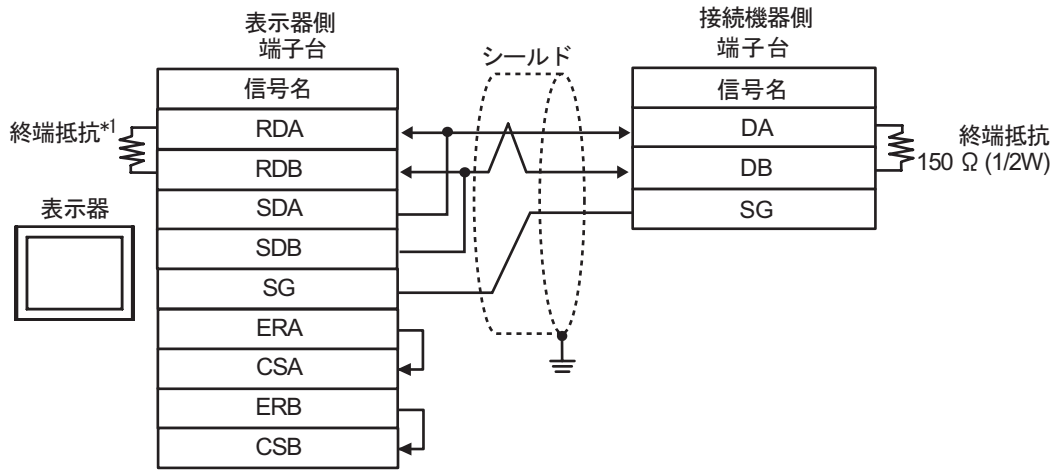 表示器側
端子台
信号名
RDA
RDB
SDA
SDB
SG
ERA
CSA
ERB
CSB
終端抵抗*1
表示器
シールド
接続機器側
端子台
信号名
DA
DB
SG
終端抵抗
150 Ω (1/2W)